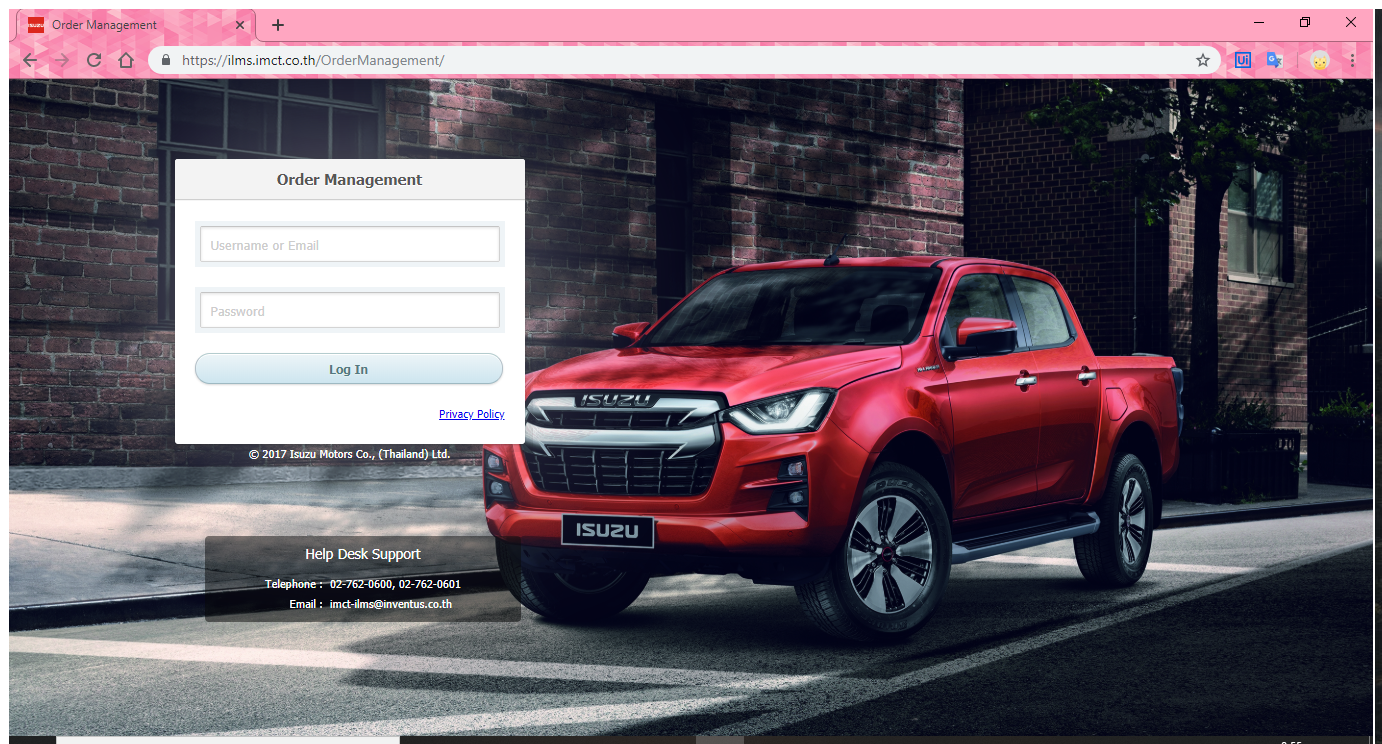 ISUZU Order Management
https://ilms.imct.co.th/OrderManagement/
Ui
Order Management
Username or Email
Password
Log In
Privacy Policy
© 2017 Isuzu Motors Co., (Thailand) Ltd.
ISUZU
ISUZU
Help Desk Support
Telephone : 02-762-0600, 02-762-0601
Email : imct-ilms@inventus.co.th